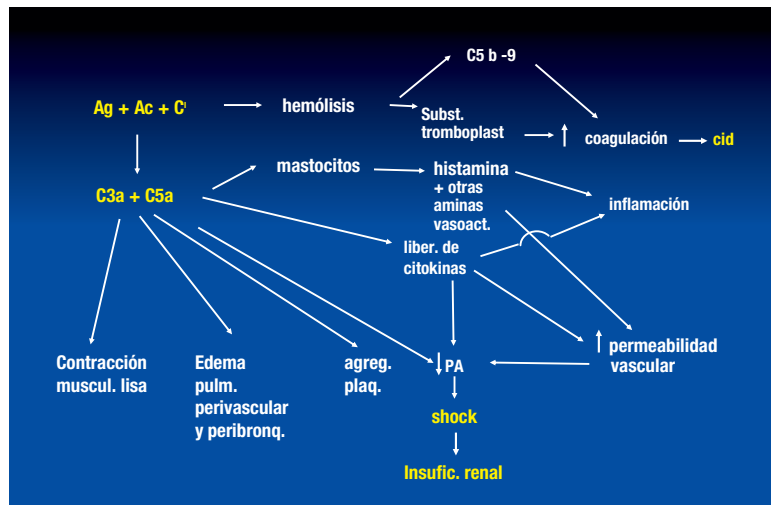 C5 b -9
Ag + Ac + C'
hemólisis
Subst.
tromboplast
coagulación
cid
mastocitos
histamina
+ otras
aminas
vasoact.
C3a + C5a
inflamación
liber. de
citokinas
Contracción
muscul. lisa
Edema
pulm.
perivascular
y peribronq.
agreg.
plaq.
PA
permeabilidad
vascular
shock
Insufic. renal